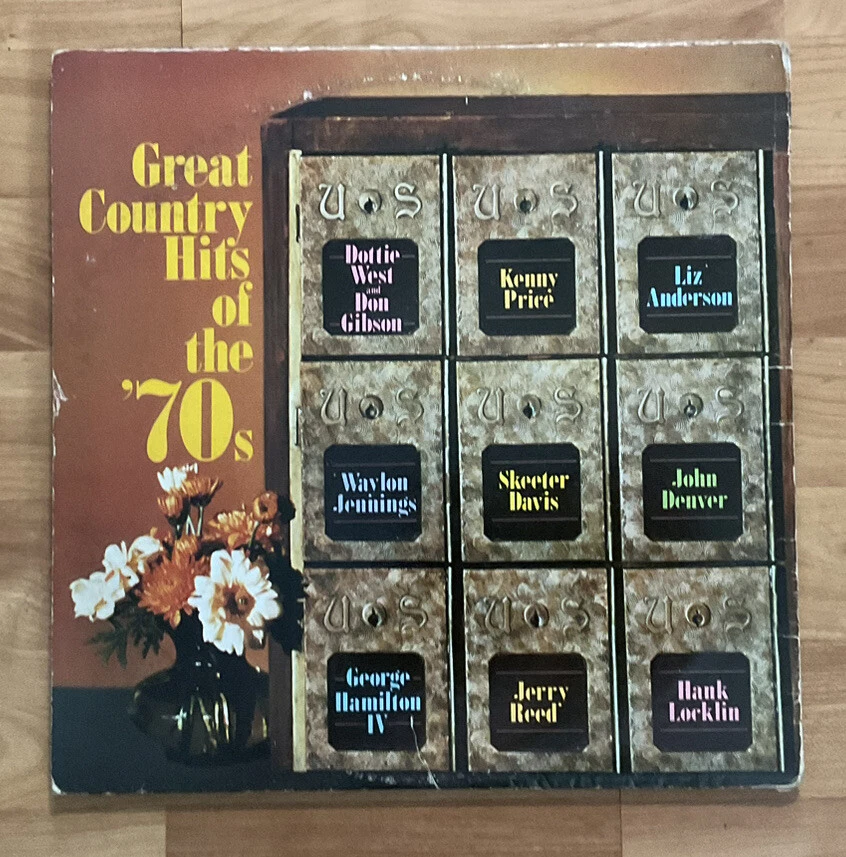 Great
Country
Hits
of
the
'70s
U S
U S
U S
Dottie
West
and
Don
Gibson
Kenny
Price
Liz
Anderson
U S
U S
U S
Waylon
Jennings
Skeeter
Davis
John
Denver
U S
U S
U S
George
Hamilton
IV
Jerry
Reed
Hank
Locklin